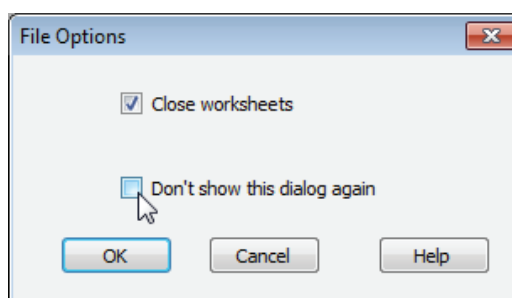 File Options
Close worksheets
Don't show this dialog again
OK Cancel Help